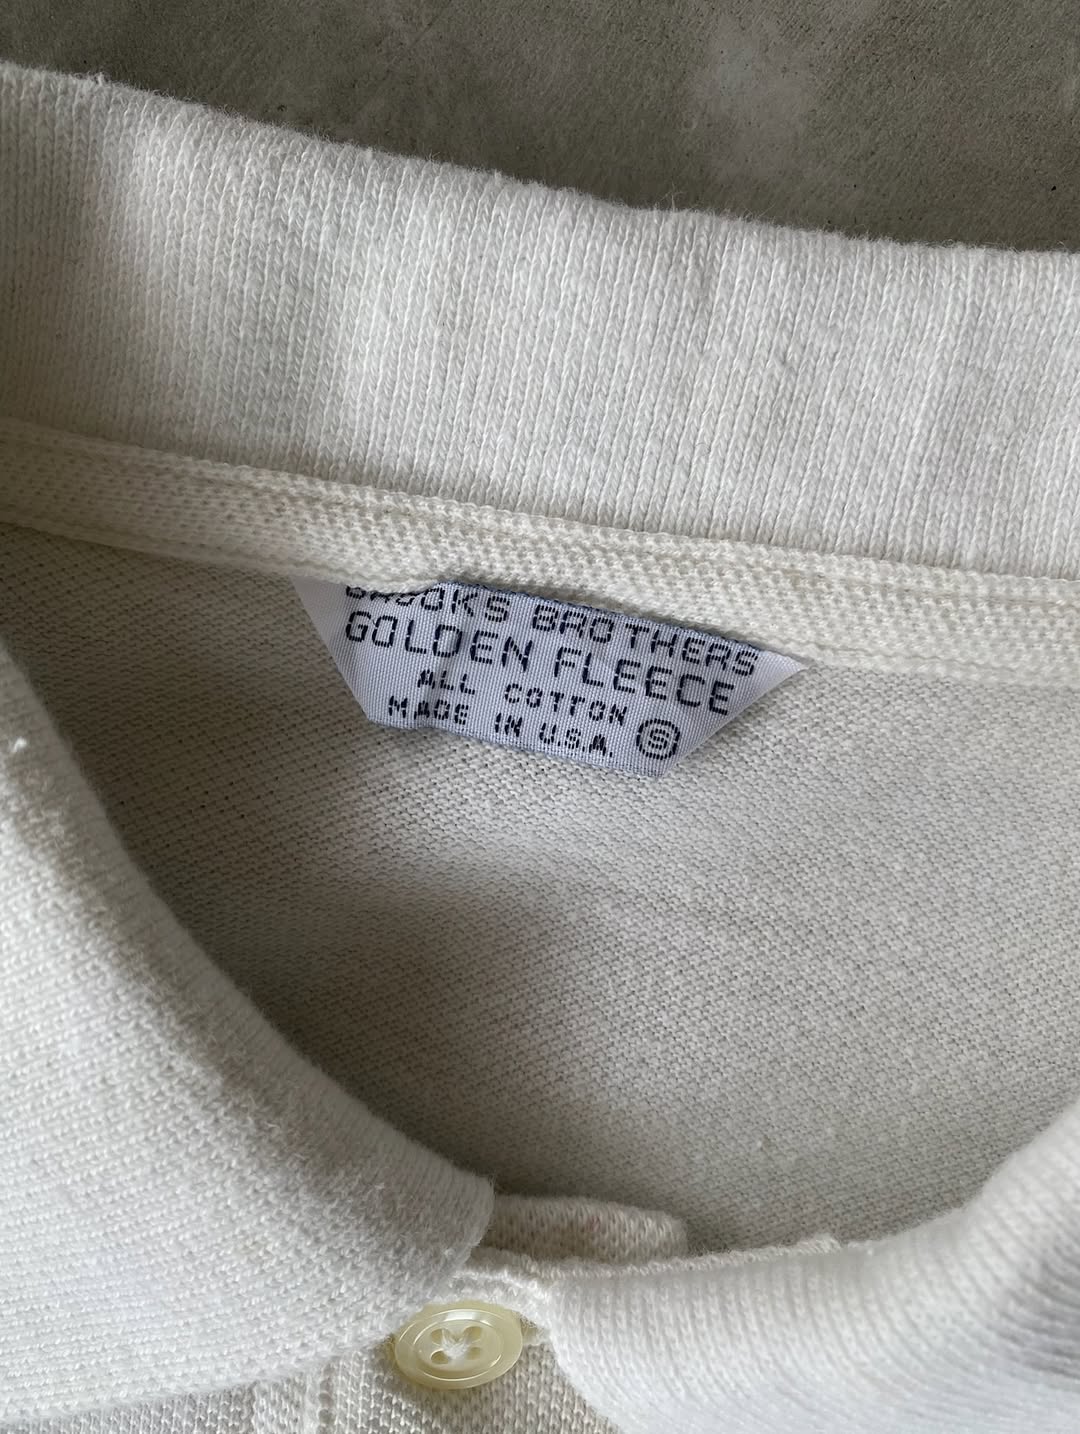 BROOKS BROTHERS
GOLDEN FLEECE
ALL COTTON
MADE IN U.S.A. S